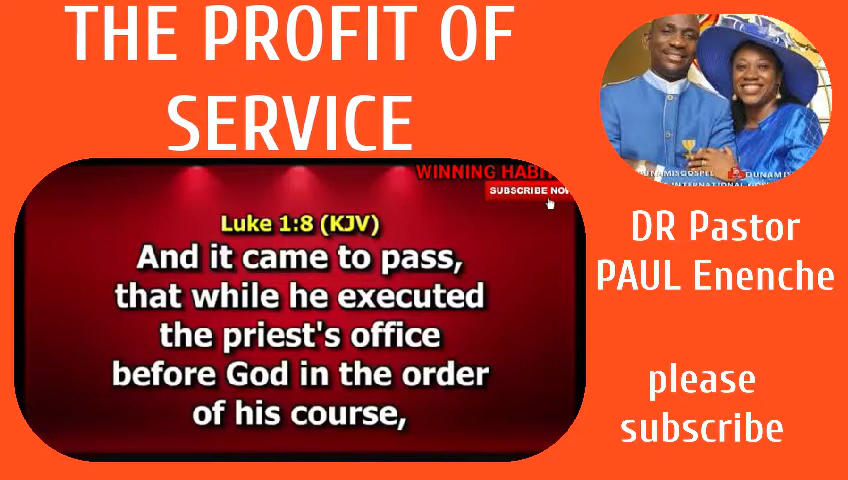 THE PROFIT OF
SERVICE
WINNING HABI
SUBSCRIBE NOW
Luke 1:8 (KJV)
And it came to pass,
that while he executed
the priest's office
before God in the order
of his course,
DR Pastor
PAUL Enenche
please
subscribe